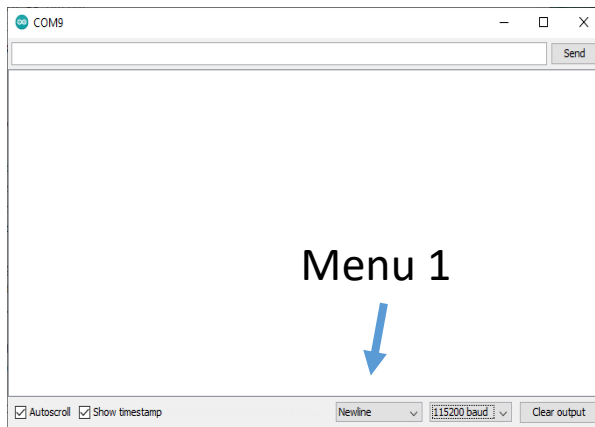 COM9
Send
Menu 1
Autoscroll Show timestamp Newline 115200 baud Clear output